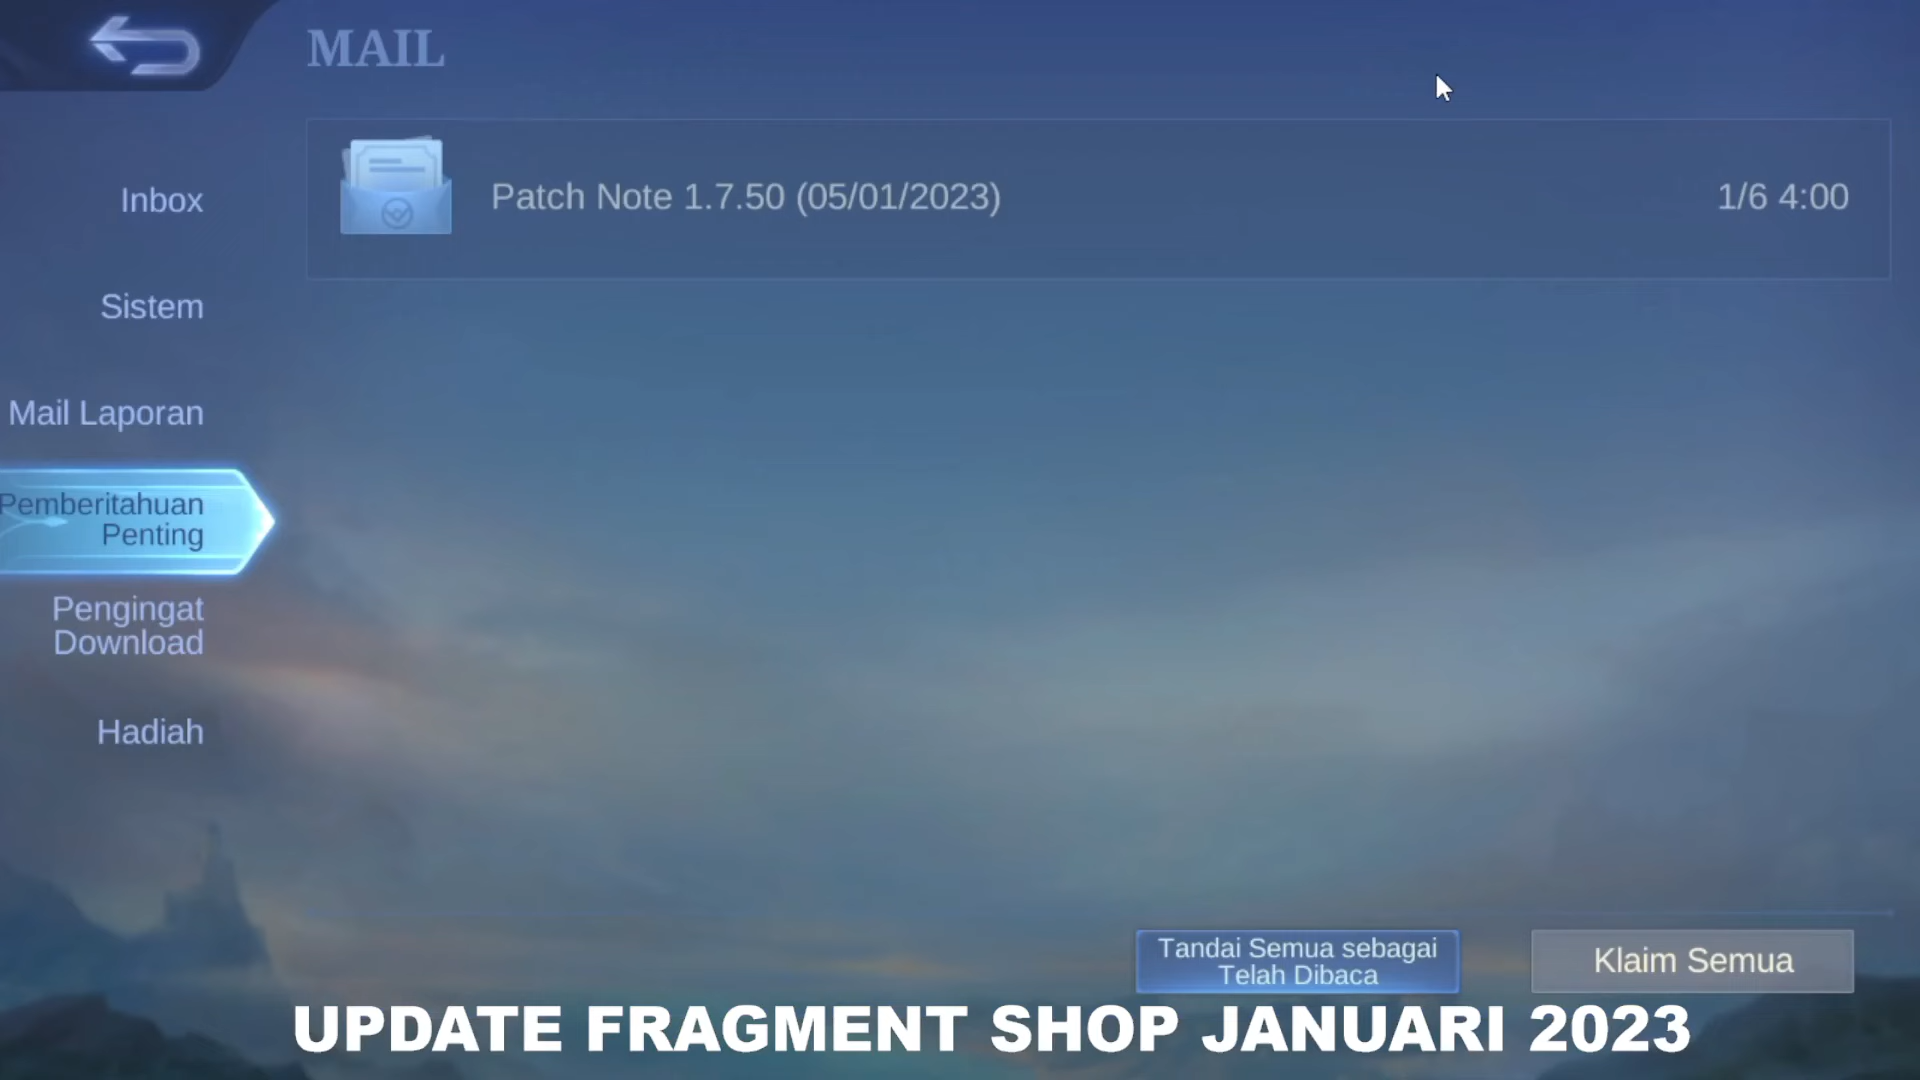 MAIL
Patch Note 1.7.50 (05/01/2023)
1/6 4:00
Inbox
Sistem
Mail Laporan
Pemberitahuan
Penting
Pengingat
Download
Hadiah
Tandai Semua sebagai
Telah Dibaca
Klaim Semua
UPDATE FRAGMENT SHOP JANUARI 2023